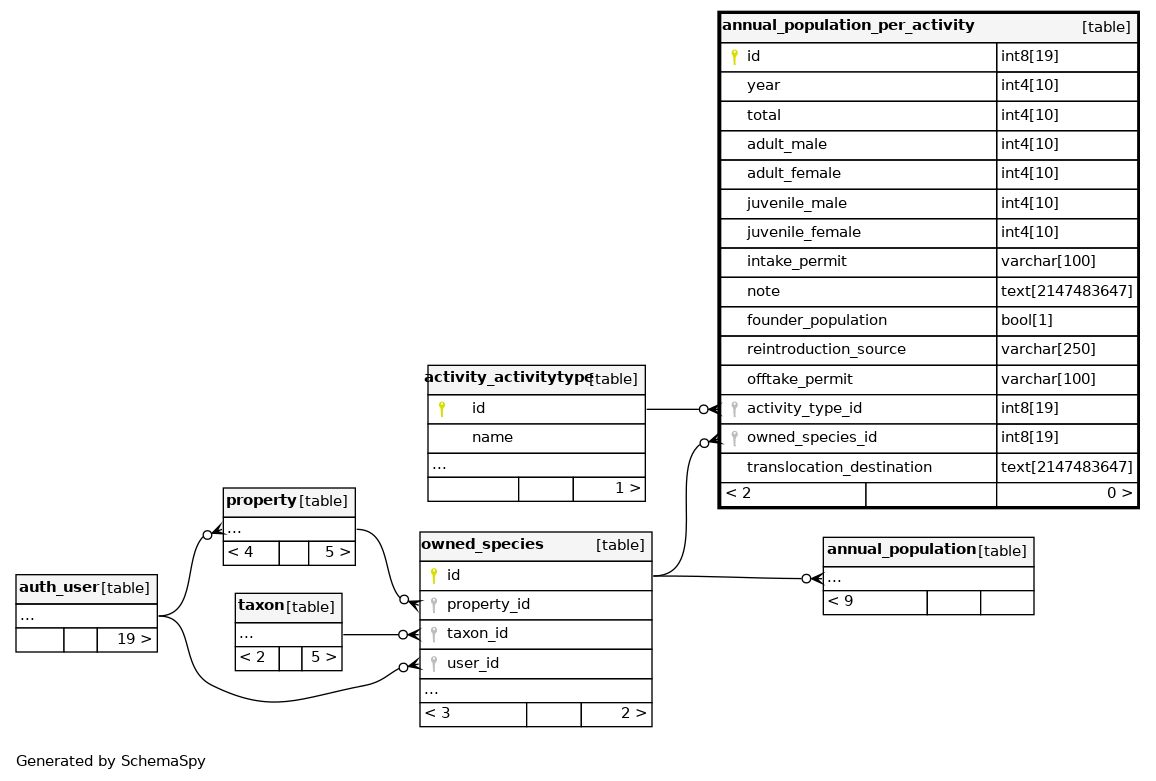 annual_population_per_activity [table]
id int8[19]
year int4[10]
total int4[10]
adult_male int4[10]
adult_female int4[10]
juvenile_male int4[10]
juvenile_female int4[10]
intake_permit varchar[100]
note text[2147483647]
founder_population bool[1]
reintroduction_source varchar[250]
offtake_permit varchar[100]
activity_type_id int8[19]
owned_species_id int8[19]
translocation_destination text[2147483647]
< 2 0 >
activity_activitytype [table]
id
name
...
1 >
property [table]
...
< 4 5 >
auth_user [table]
...
19 >
taxon [table]
...
< 2 5 >
owned_species [table]
id
property_id
taxon_id
user_id
...
< 3 2 >
annual_population [table]
...
< 9
Generated by SchemaSpy